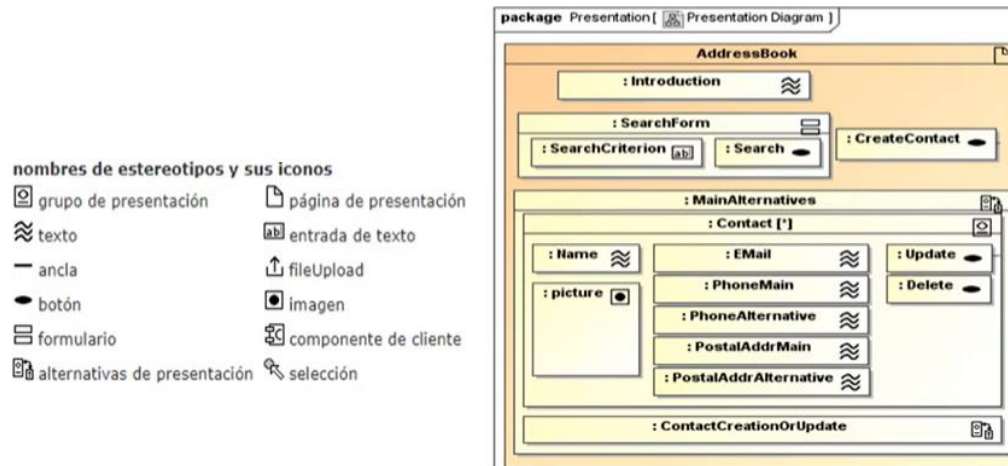 nombres de estereotipos y sus iconos
grupo de presentación
página de presentación
texto
ab entrada de texto
ancla
fileUpload
botón
imagen
formulario
componente de cliente
alternativas de presentación
selección
package Presentation[ Presentation Diagram ]
AddressBook
: Introduction
: SearchForm
: SearchCriterion ab
: Search
: CreateContact
: MainAlternatives
: Contact [*]
: Name
: EMail
: Update
: picture
: PhoneMain
: Delete
: PhoneAlternative
: PostalAddrMain
: PostalAddrAlternative
: ContactCreationOrUpdate